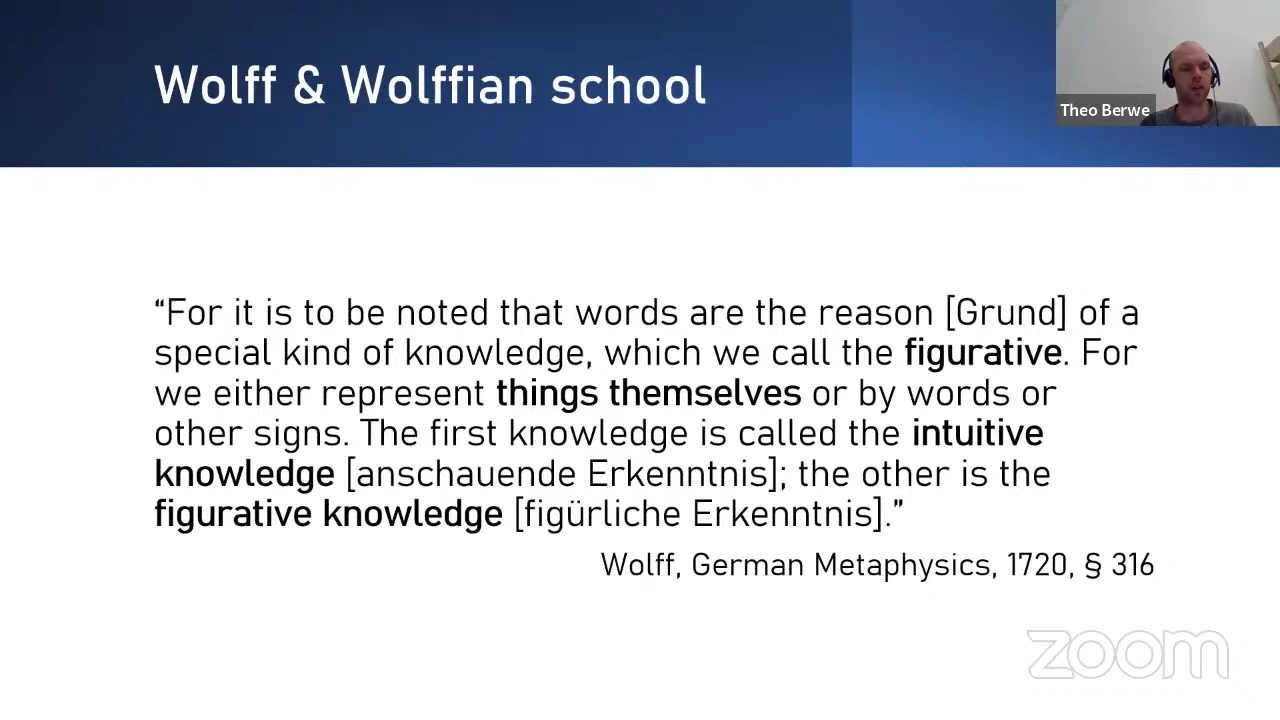 Wolff & Wolffian school
Theo Berwe
“For it is to be noted that words are the reason [Grund] of a
special kind of knowledge, which we call the figurative. For
we either represent things themselves or by words or
other signs. The first knowledge is called the intuitive
knowledge [anschauende Erkenntnis]; the other is the
figurative knowledge [figürliche Erkenntnis].”
Wolff, German Metaphysics, 1720, § 316
zoom